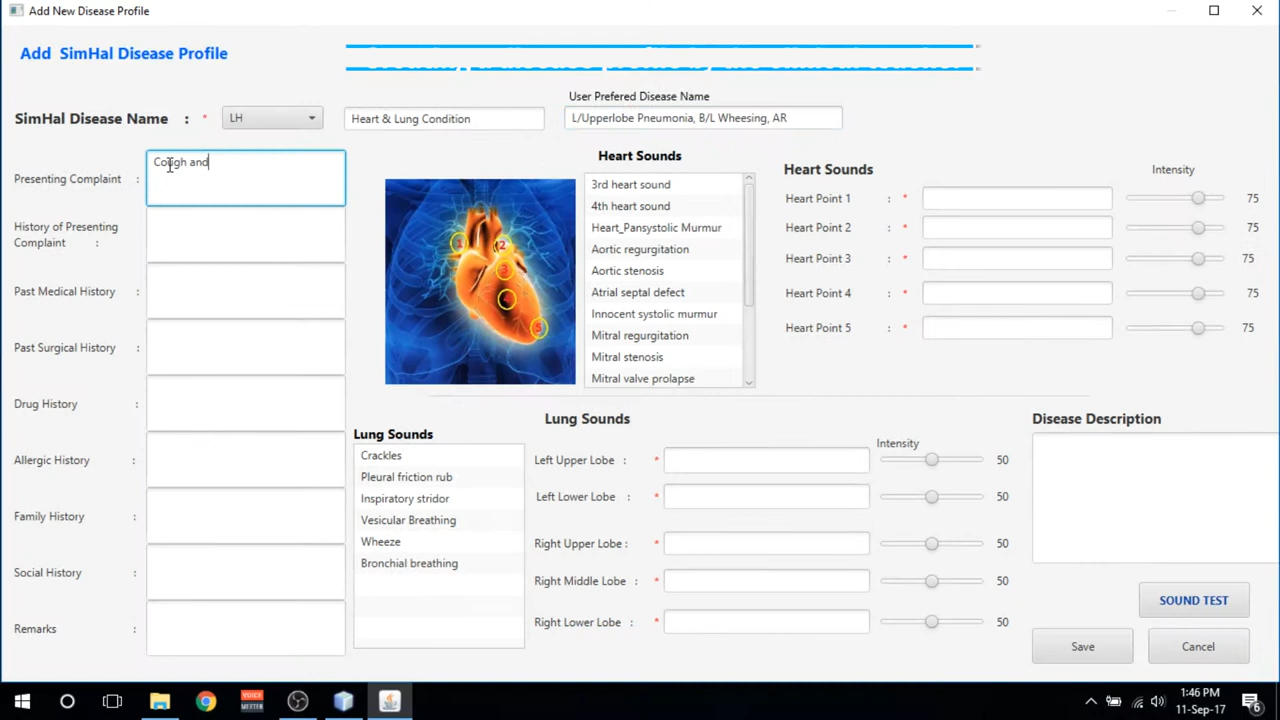 Add New Disease Profile
Add SimHal Disease Profile
SimHal Disease Name : * LH Heart & Lung Condition
User Prefered Disease Name
L/Upperlobe Pneumonia, B/L Wheesing, AR
Presenting Complaint :
Cough and
History of Presenting
Complaint :
Past Medical History :
Past Surgical History :
Drug History :
Allergic History :
Family History :
Social History :
Remarks :
1
2
3
5
Heart Sounds
3rd heart sound
4th heart sound
Heart_Pansystolic Murmur
Aortic regurgitation
Aortic stenosis
Atrial septal defect
Innocent systolic murmur
Mitral regurgitation
Mitral stenosis
Mitral valve prolapse
Heart Sounds
Intensity
Heart Point 1 : * 75
Heart Point 2 : * 75
Heart Point 3 : * 75
Heart Point 4 : * 75
Heart Point 5 : * 75
Lung Sounds
Crackles
Pleural friction rub
Inspiratory stridor
Vesicular Breathing
Wheeze
Bronchial breathing
Lung Sounds
Intensity
Left Upper Lobe : * 50
Left Lower Lobe : * 50
Right Upper Lobe : * 50
Right Middle Lobe : * 50
Right Lower Lobe : * 50
Disease Description
SOUND TEST
Save
Cancel
VOICE
MEETER
1:46 PM
11-Sep-17
6